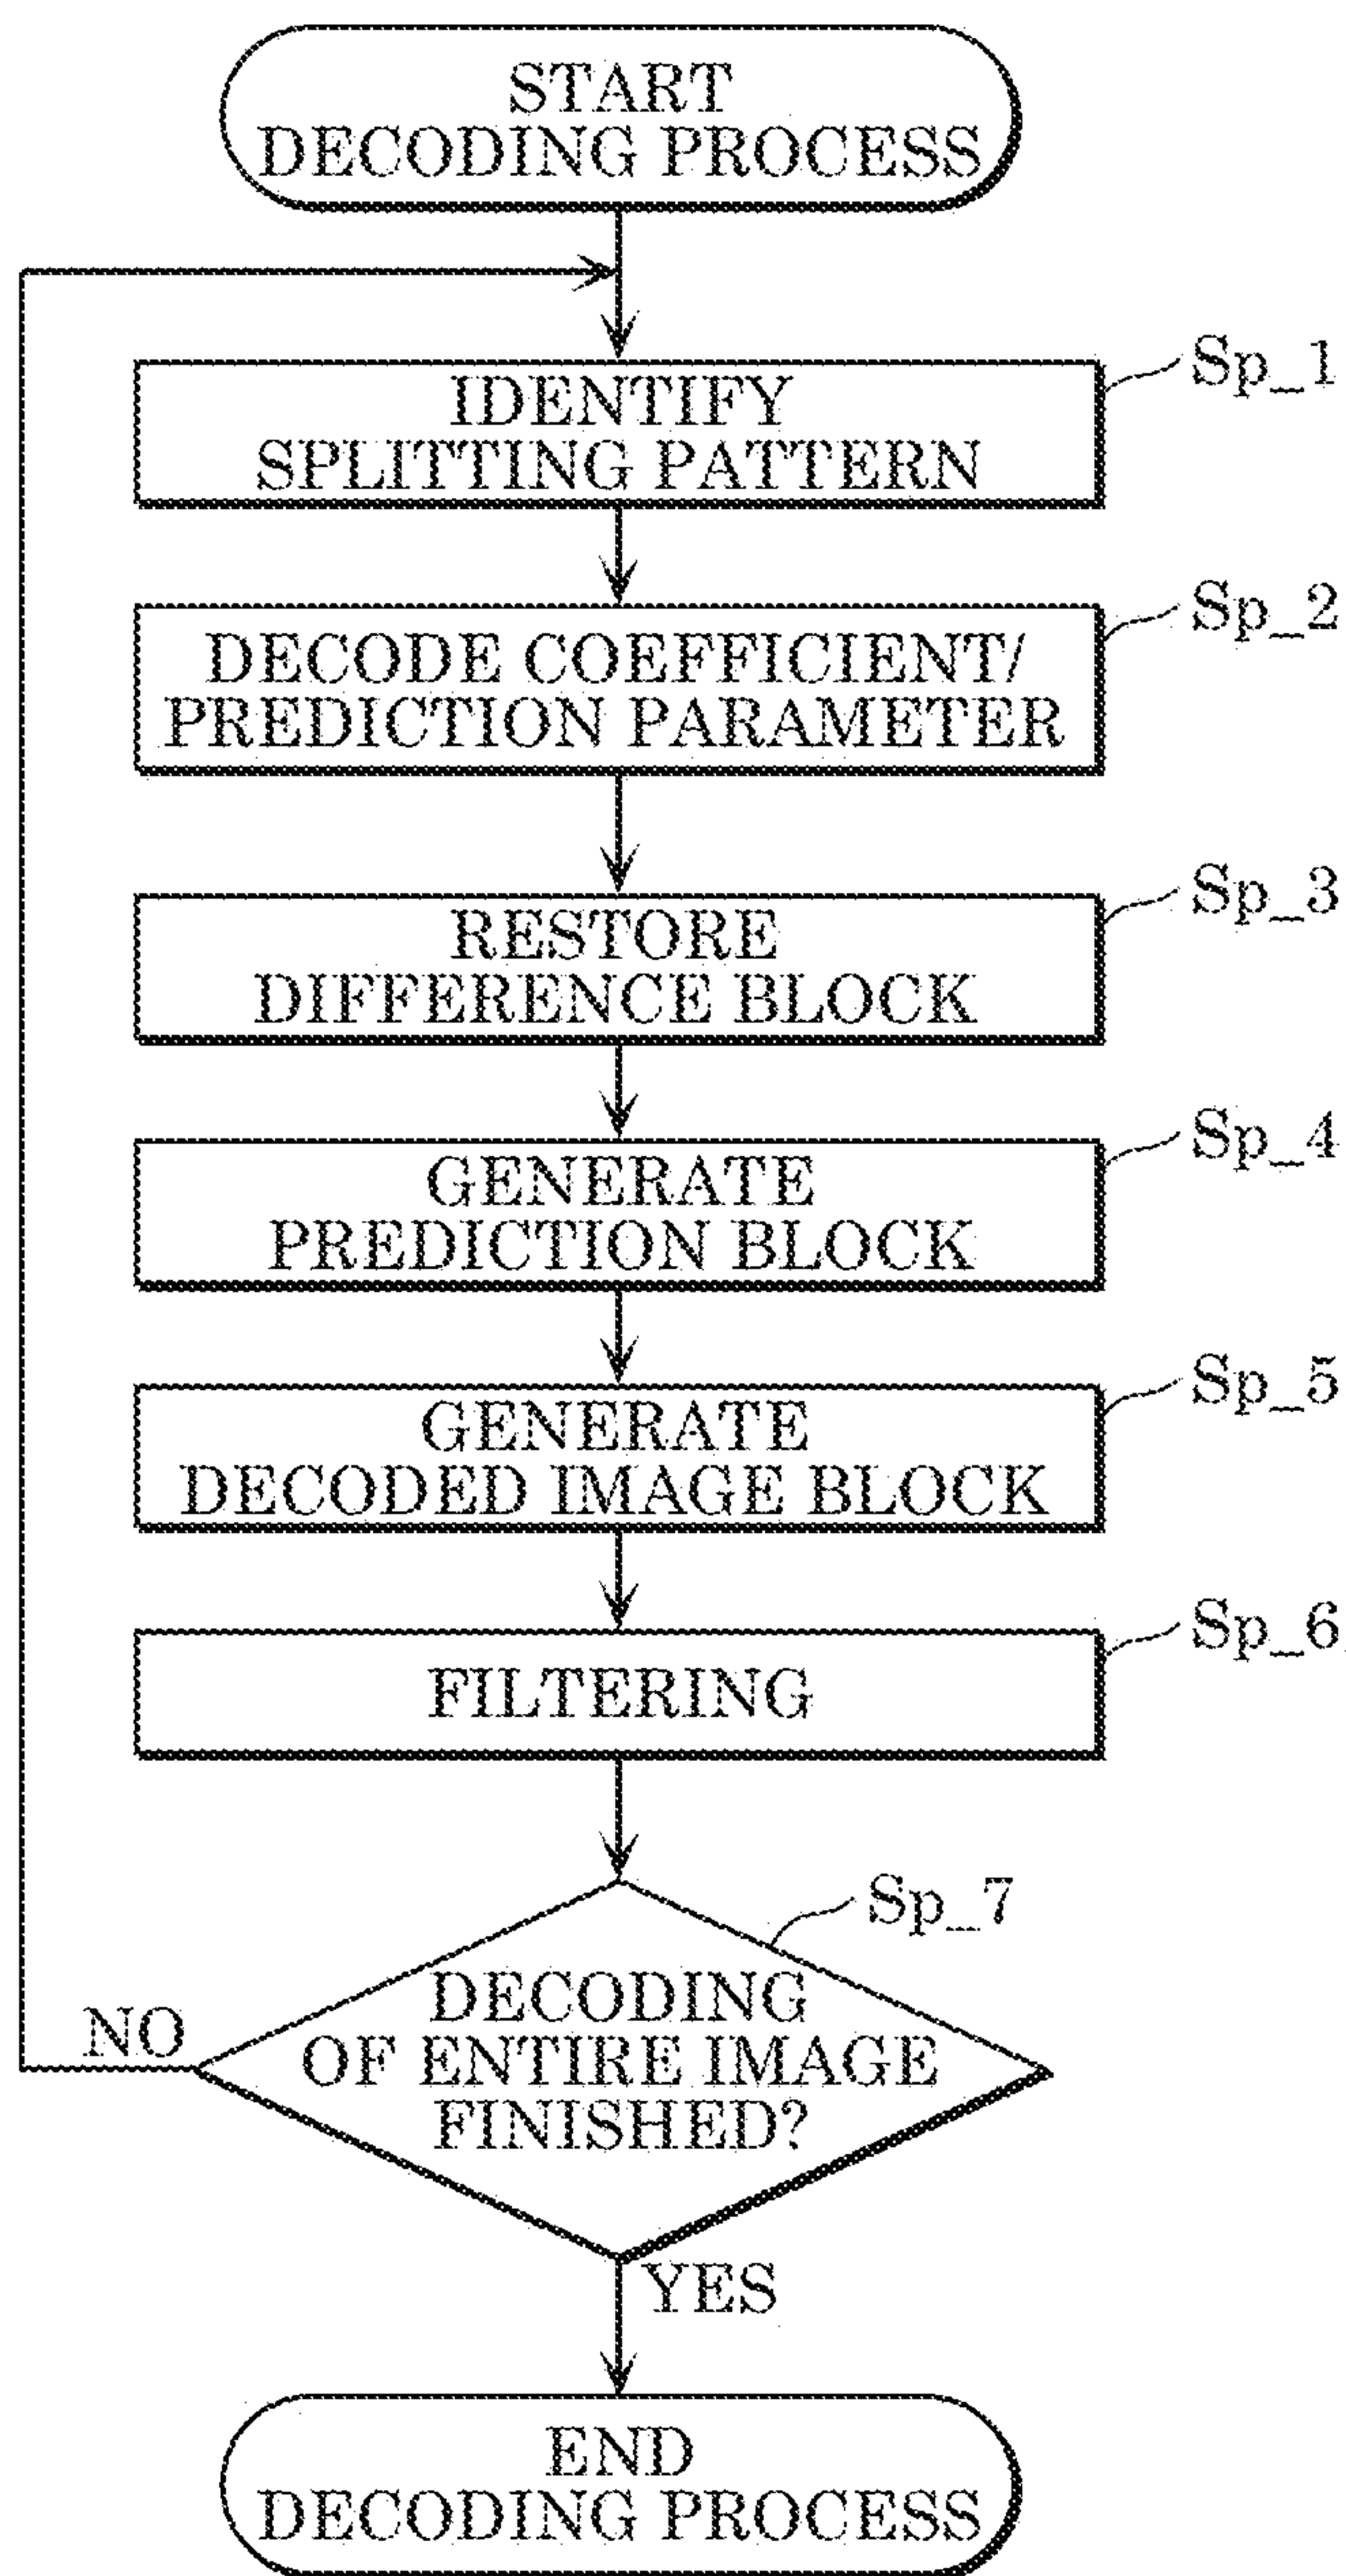 START
DECODING PROCESS
IDENTIFY
SPLITTING PATTERN
Sp_1
DECODE COEFFICIENT/
PREDICTION PARAMETER
Sp_2
RESTORE
DIFFERENCE BLOCK
Sp_3
GENERATE
PREDICTION BLOCK
Sp_4
GENERATE
DECODED IMAGE BLOCK
Sp_5
FILTERING
Sp_6
DECODING
OF ENTIRE IMAGE
FINISHED?
Sp_7
NO
YES
END
DECODING PROCESS